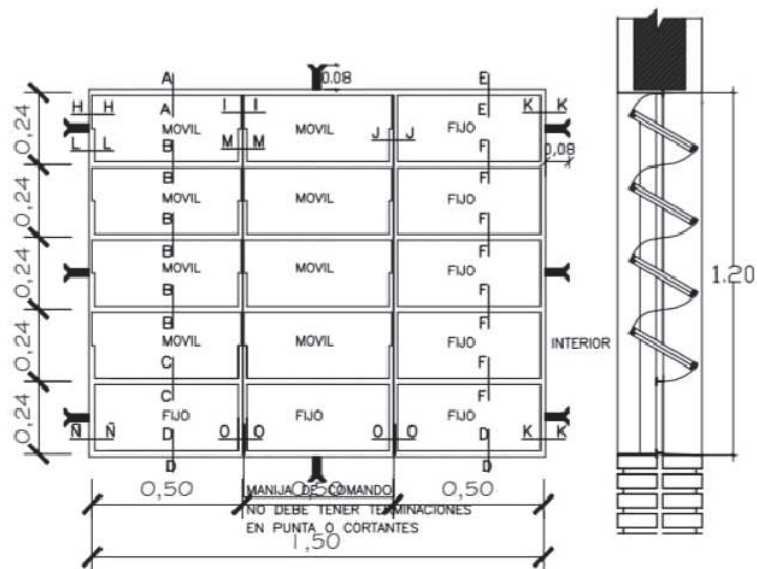 A E
0.08
H H A I I E K K
0,24 MOVIL MOVIL FIJO
L L B M M J J F 0,08
B F
0,24 MOVIL MOVIL FIJO
B F
B F
0,24 MOVIL MOVIL FIJO
B F
B F
0,24 MOVIL MOVIL FIJO INTERIOR
C F
C F
0,24 FIJO FIJO FIJO
Ñ Ñ D O O O O D K K
D D
0,50 0,50 0,50
MANIJA DE COMANDO
NO DEBE TENER TERMINACIONES
EN PUNTA O CORTANTES
1,50
1.20